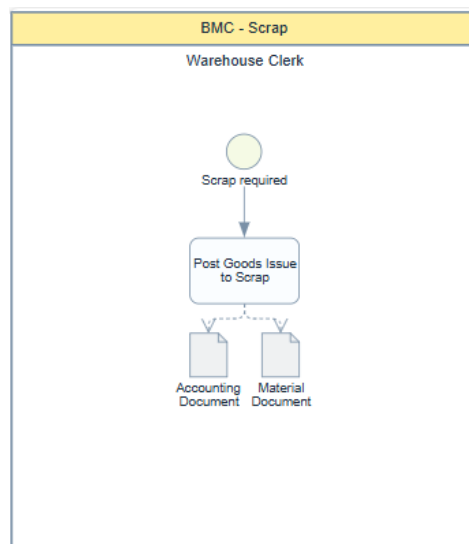 BMC - Scrap
Warehouse Clerk
Scrap required
Post Goods Issue
to Scrap
Accounting
Document
Material
Document